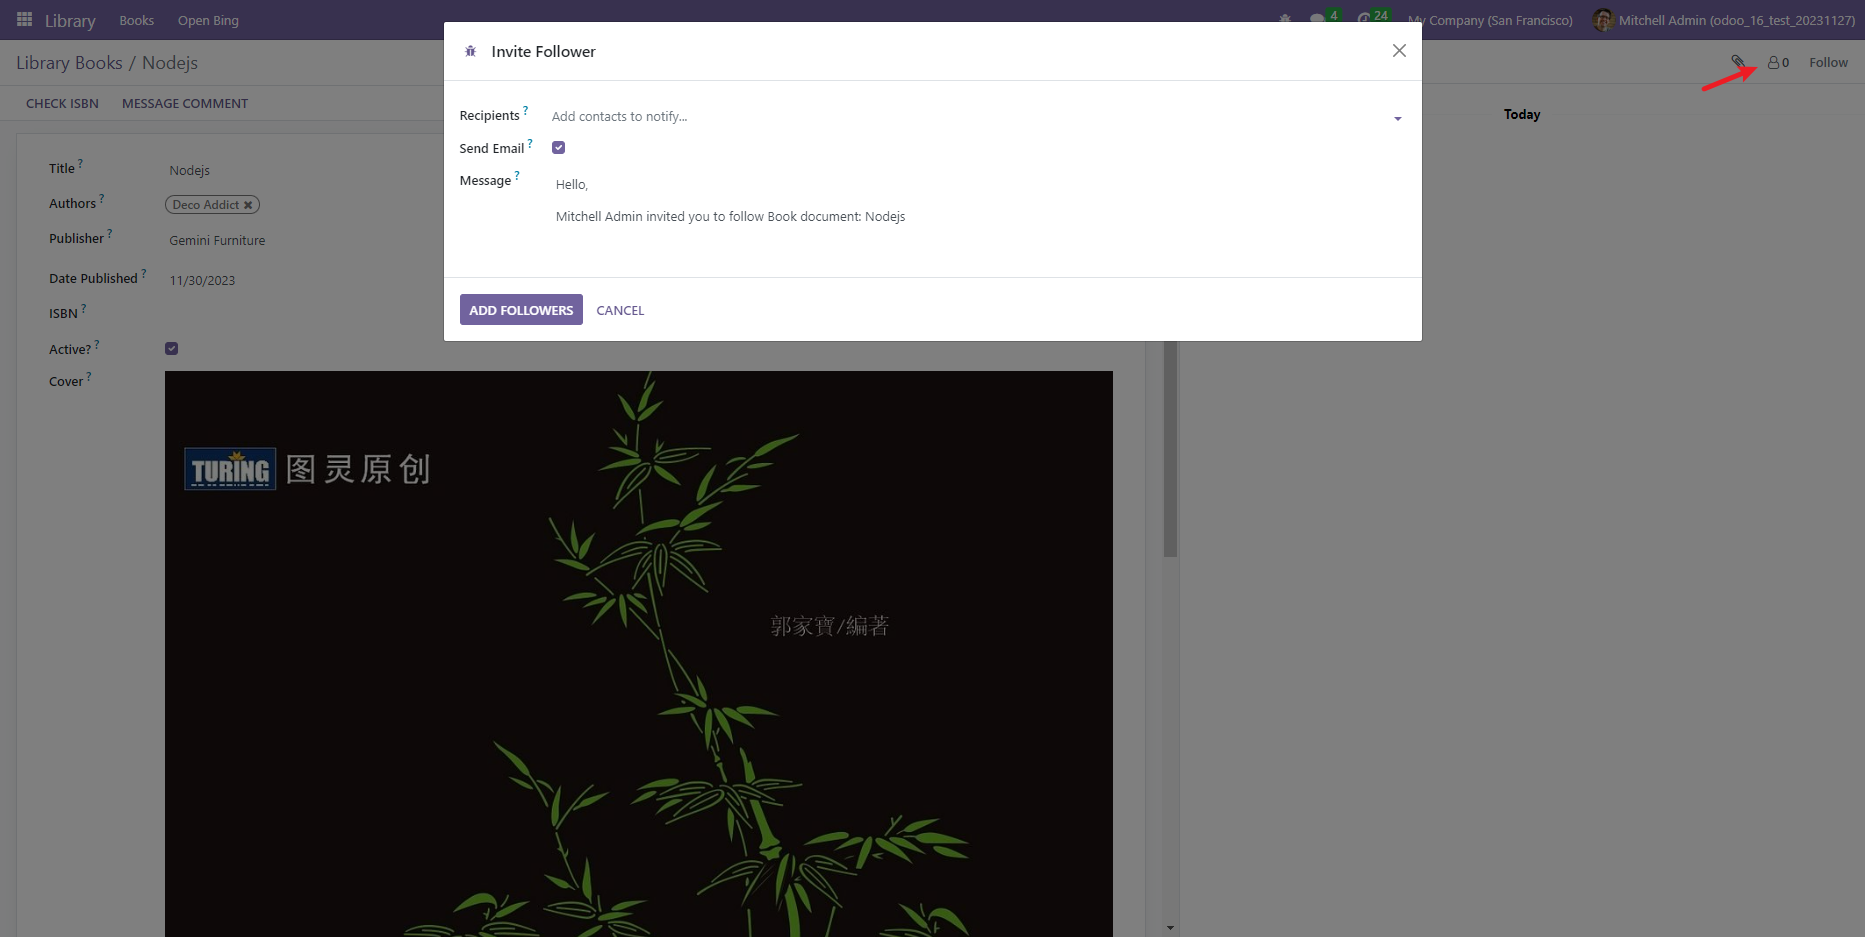 Library Books Open Bing 4 24 My Company (San Francisco) Mitchell Admin (odoo_16_test_20231127)
Library Books / Nodejs
0 Follow
CHECK ISBN MESSAGE COMMENT
Today
Invite Follower
Recipients ? Add contacts to notify...
Send Email ?
Message ? Hello,
Mitchell Admin invited you to follow Book document: Nodejs
ADD FOLLOWERS CANCEL
Title ? Nodejs
Authors ? Deco Addict
Publisher ? Gemini Furniture
Date Published ? 11/30/2023
ISBN ?
Active? ?
Cover ?
TURING 图灵原创
郭家寶/編著